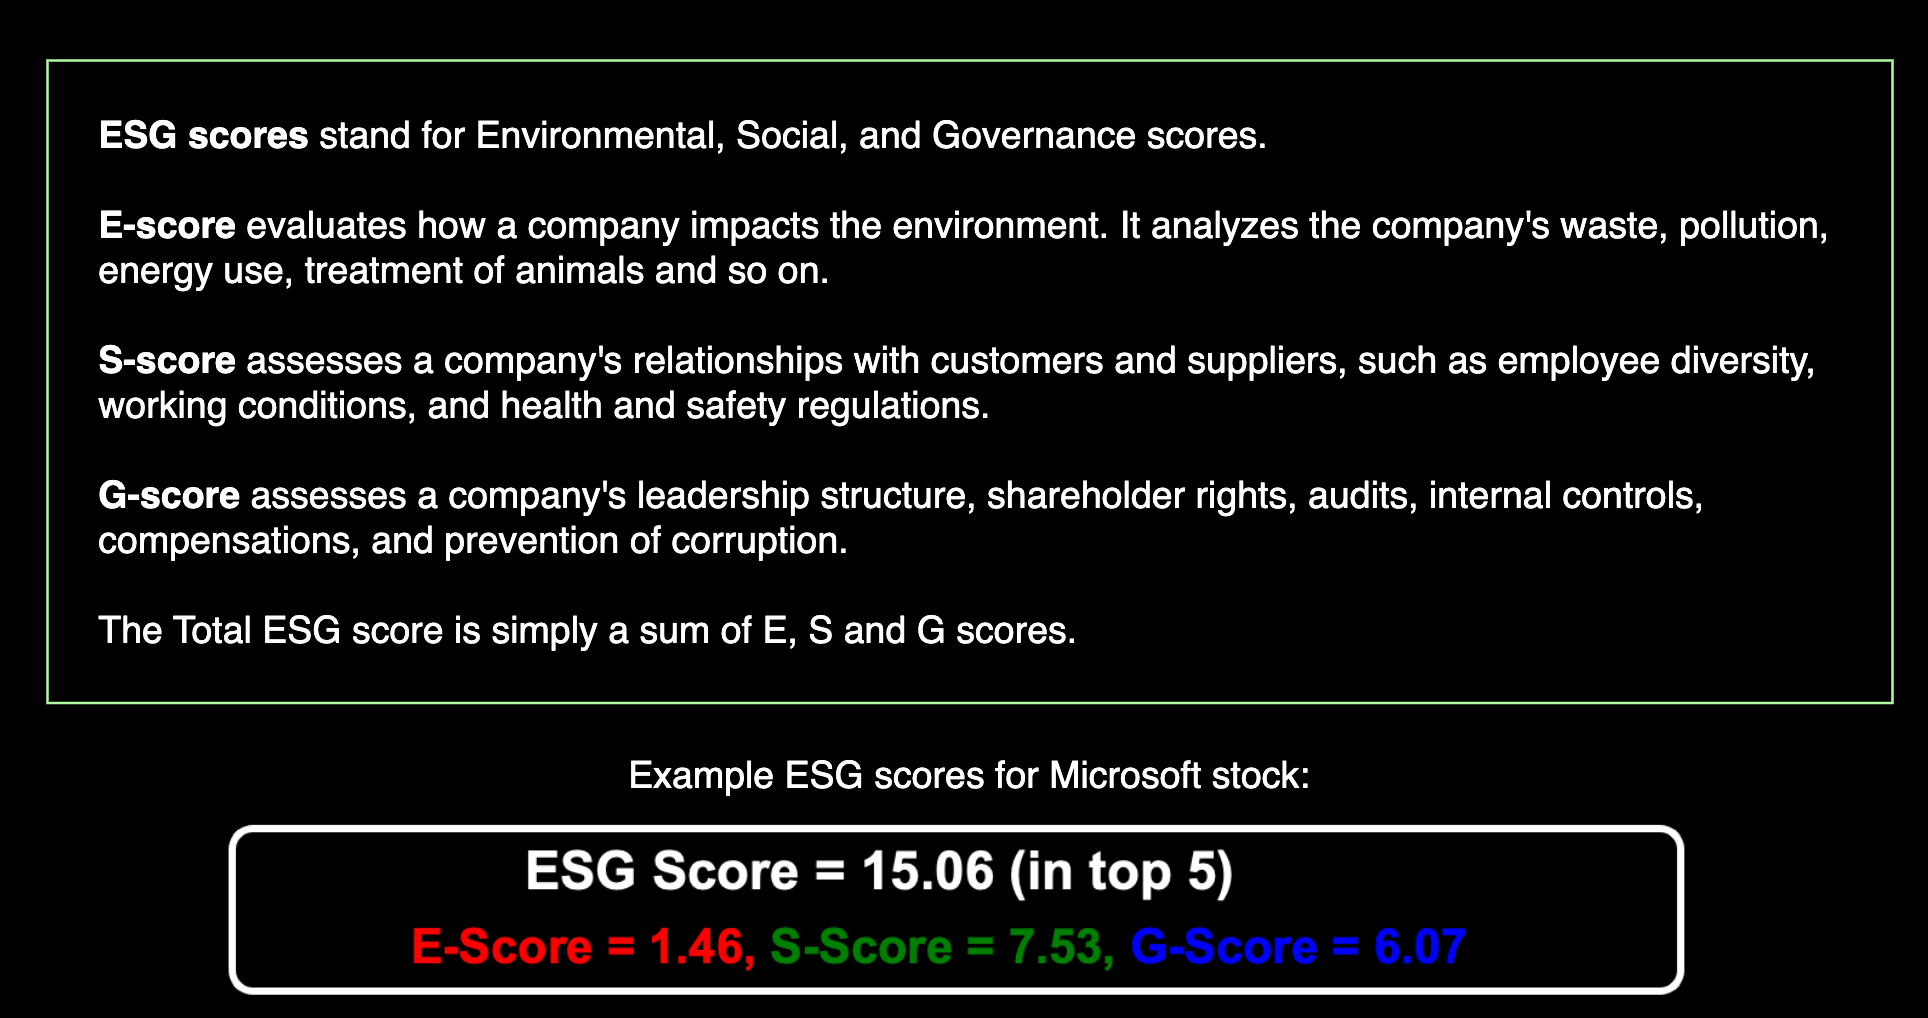 ESG scores stand for Environmental, Social, and Governance scores.
E-score evaluates how a company impacts the environment. It analyzes the company's waste, pollution,
energy use, treatment of animals and so on.
S-score assesses a company's relationships with customers and suppliers, such as employee diversity,
working conditions, and health and safety regulations.
G-score assesses a company's leadership structure, shareholder rights, audits, internal controls,
compensations, and prevention of corruption.
The Total ESG score is simply a sum of E, S and G scores.
Example ESG scores for Microsoft stock:
ESG Score = 15.06 (in top 5)
E-Score = 1.46, S-Score = 7.53, G-Score = 6.07